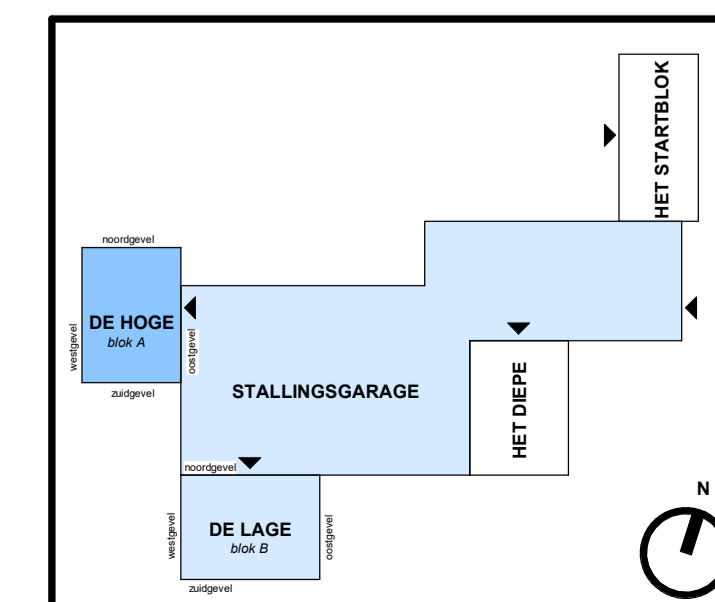 HET STARTBLOK
noordgevel
DE HOGE
blok A
westgevel
oostgevel
zuidgevel
STALLINGSGARAGE
HET DIEPE
noordgevel
DE LAGE
blok B
westgevel
oostgevel
zuidgevel
N